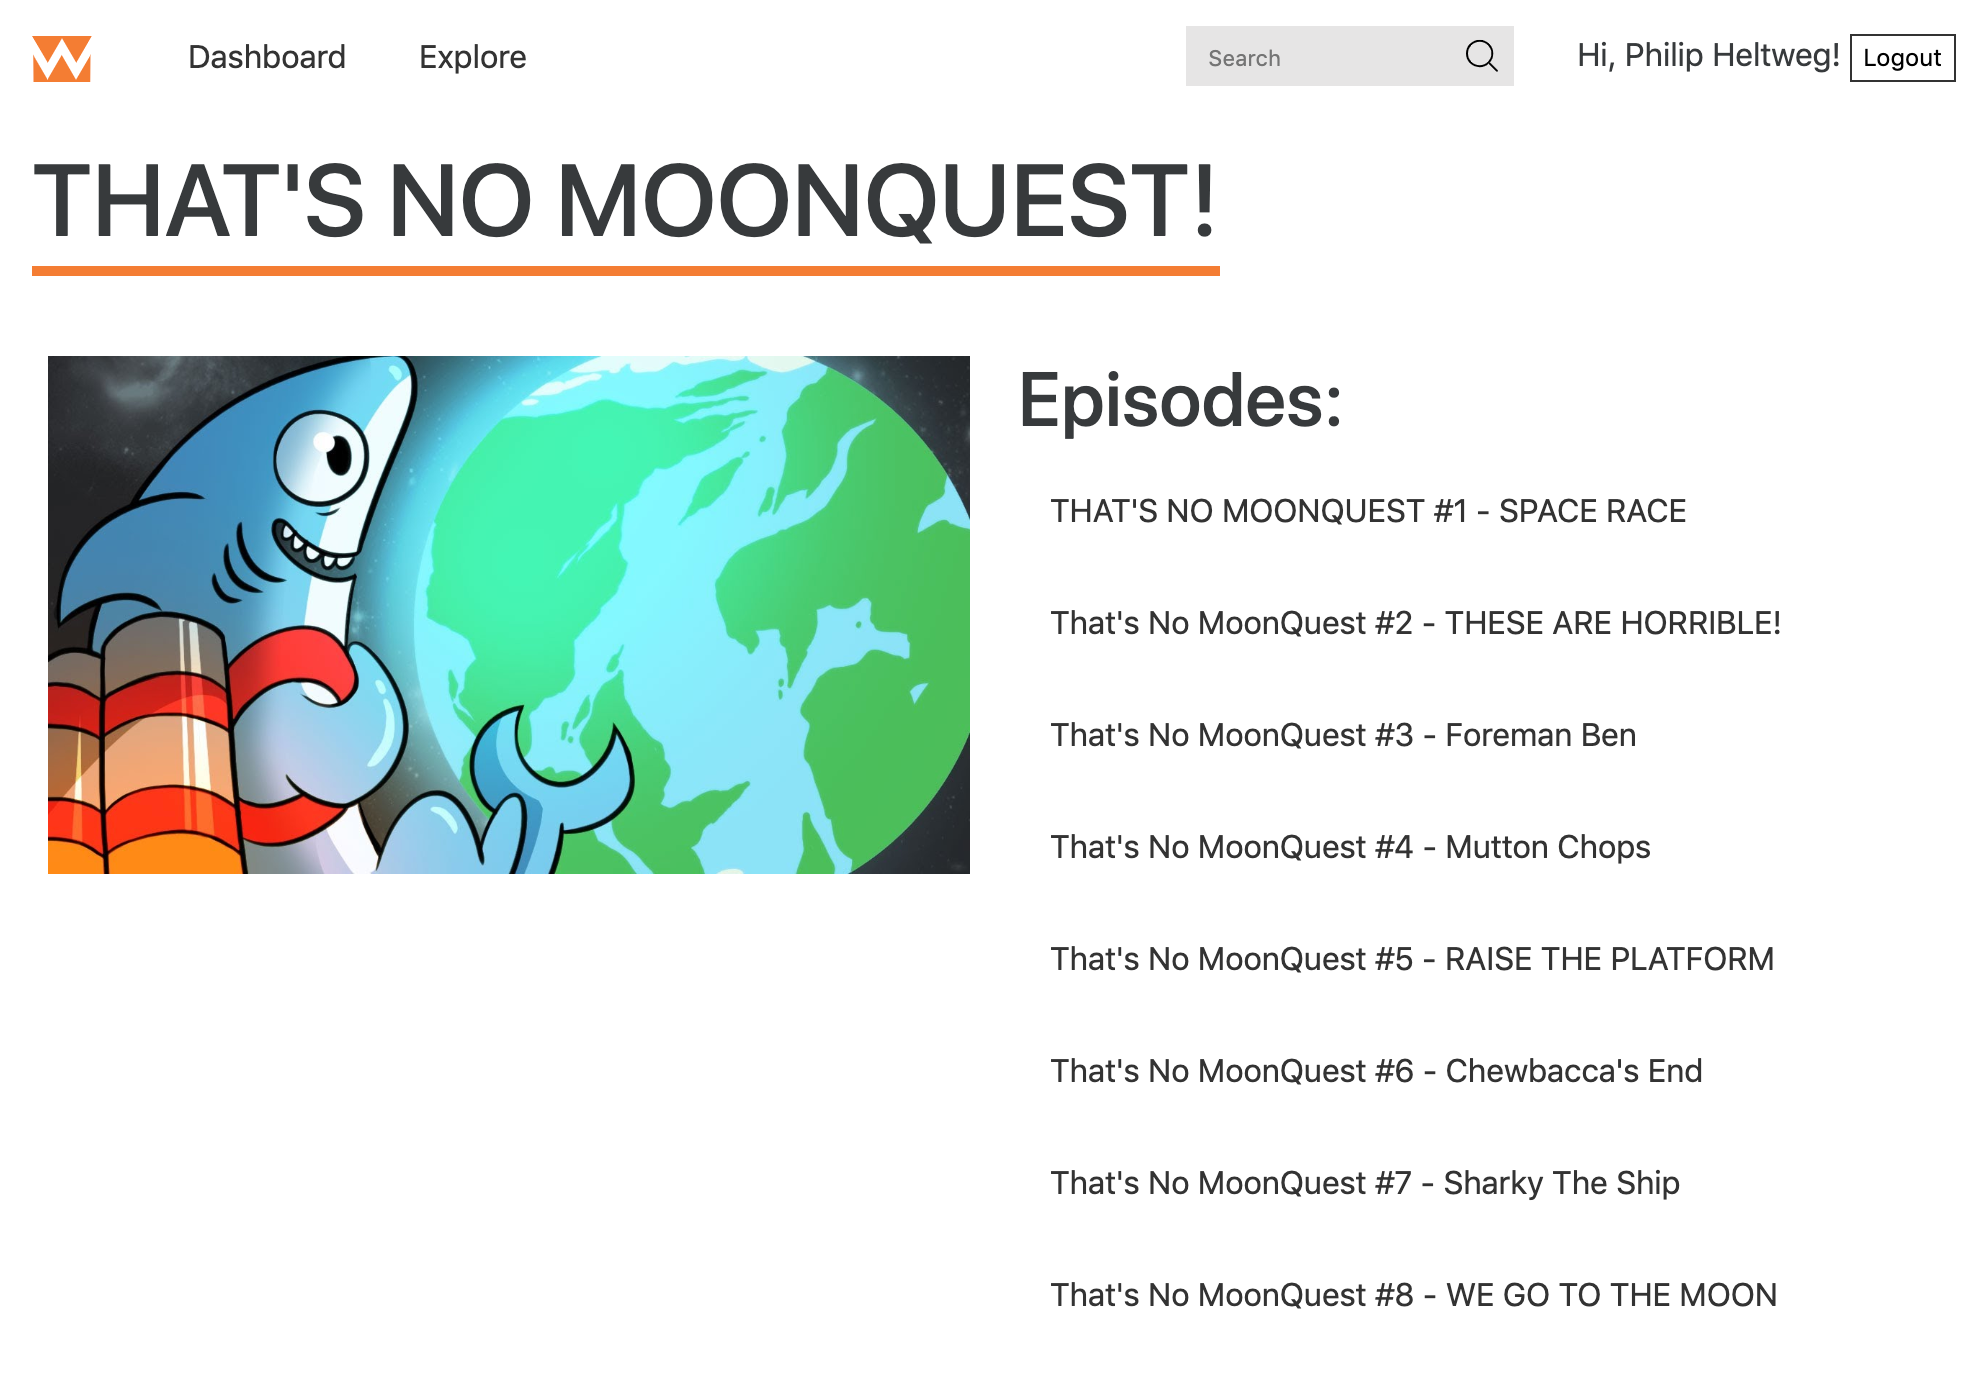 Dashboard Explore Search Hi, Philip Heltweg! Logout
THAT'S NO MOONQUEST!
Episodes:
THAT'S NO MOONQUEST #1 - SPACE RACE
That's No MoonQuest #2 - THESE ARE HORRIBLE!
That's No MoonQuest #3 - Foreman Ben
That's No MoonQuest #4 - Mutton Chops
That's No MoonQuest #5 - RAISE THE PLATFORM
That's No MoonQuest #6 - Chewbacca's End
That's No MoonQuest #7 - Sharky The Ship
That's No MoonQuest #8 - WE GO TO THE MOON